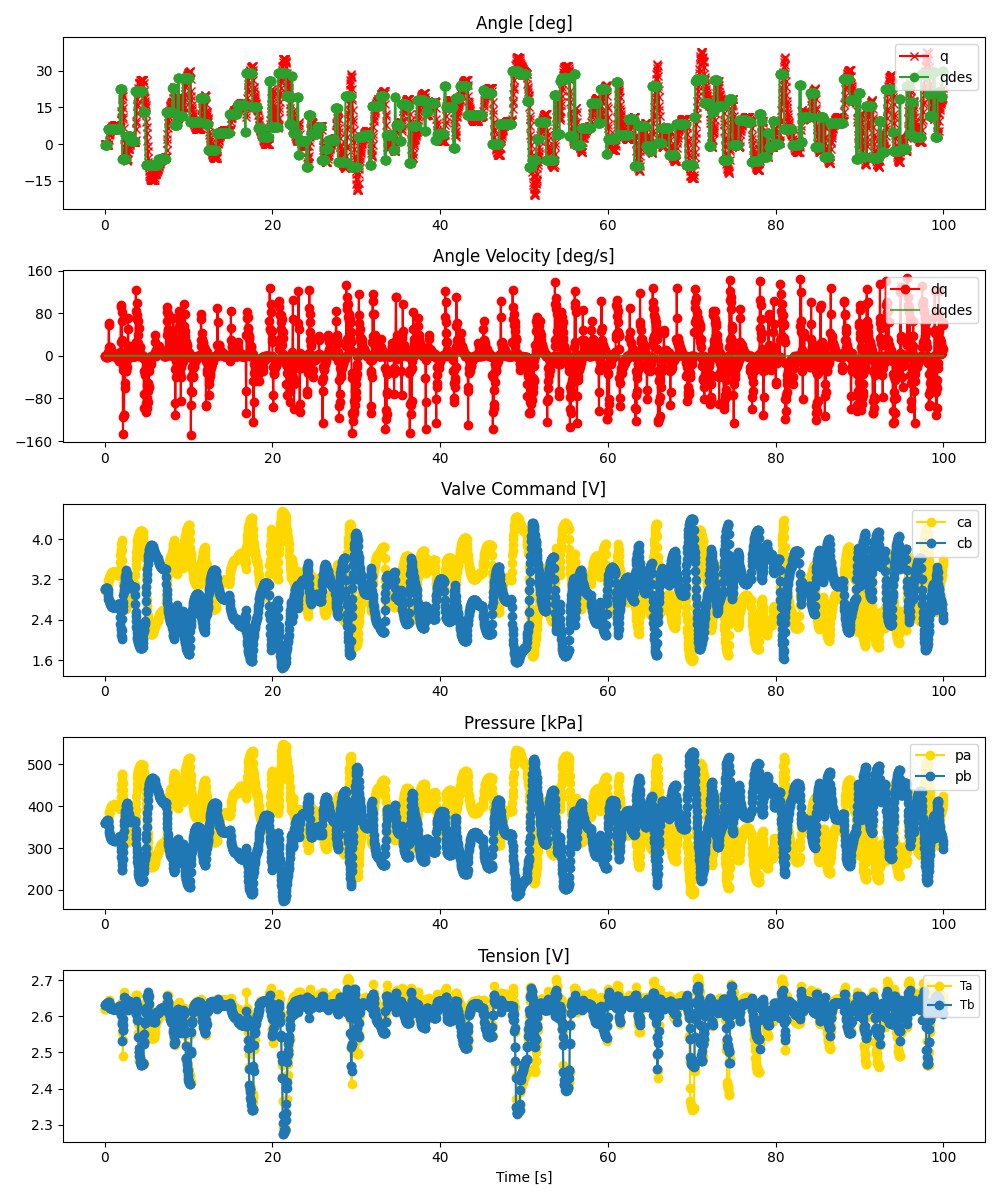 Angle [deg]
30
15
0
−15
q
qdes
0 20 40 60 80 100
Angle Velocity [deg/s]
160
80
0
−80
−160
dq
dqdes
0 20 40 60 80 100
Valve Command [V]
4.0
3.2
2.4
1.6
ca
cb
0 20 40 60 80 100
Pressure [kPa]
500
400
300
200
pa
pb
0 20 40 60 80 100
Tension [V]
2.7
2.6
2.5
2.4
2.3
Ta
Tb
0 20 40 60 80 100
Time [s]